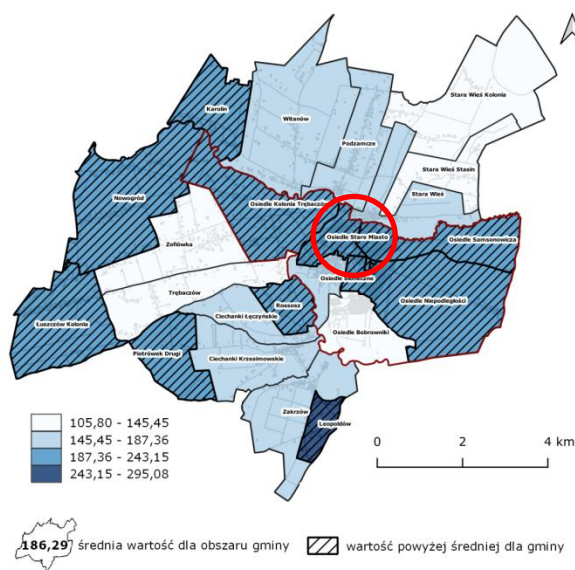 Stara Wieś Kolonia
Karolin
Witanów
Podzamcze
Stara Wieś Stasin
Nowogród
Stara Wieś
Osiedle Kolonia Trębaczów
Osiedle Stare Miasto
Osiedle Samsonowicza
Zofiówka
Osiedle
Trębaczów
Rossosz
Osiedle Niepodległości
Łuszczów Kolonia
Ciechanki Łęczyńskie
Osiedle Bobrowniki
Piotrówek Drugi
Ciechanki Krzesimowskie
Zakrzów
Leopoldów
105,80 - 145,45
145,45 - 187,36
187,36 - 243,15
243,15 - 295,08
0 2 4 km
186,29 średnia wartość dla obszaru gminy
wartość powyżej średniej dla gminy